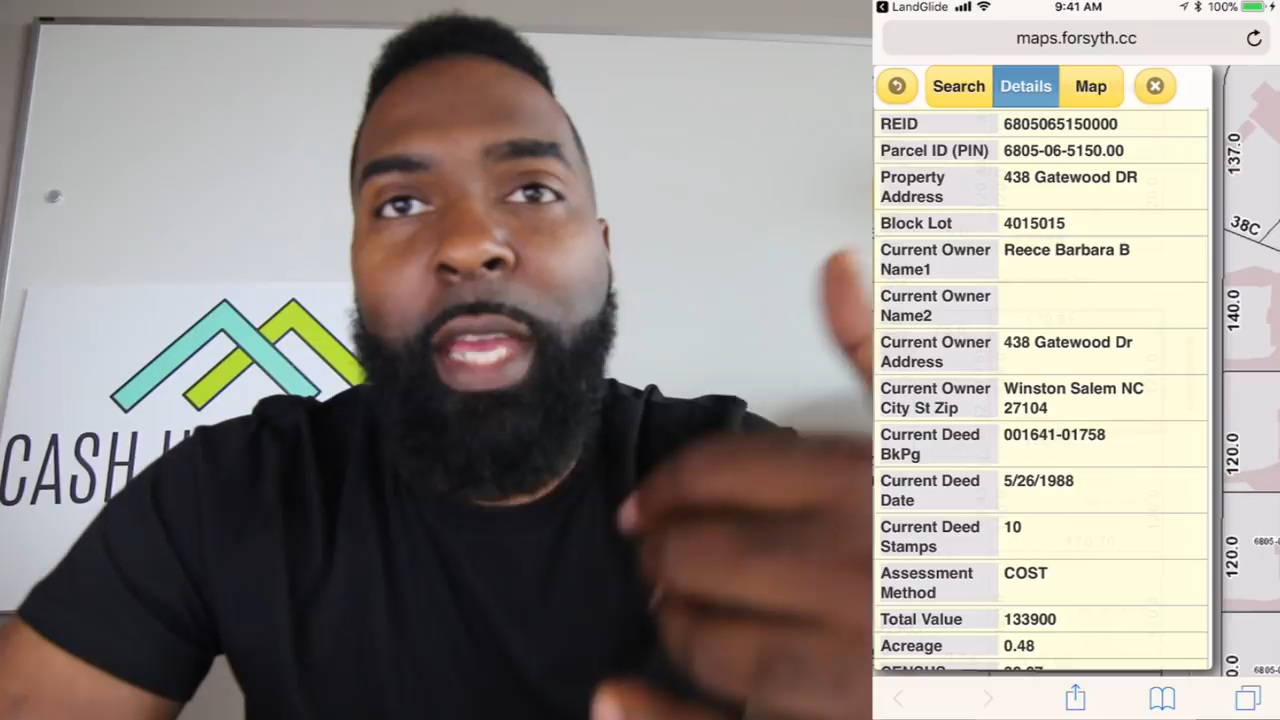 CASH
LandGlide
9:41 AM
100%
maps.forsyth.cc
Search
Details
Map
REID
6805065150000
Parcel ID (PIN)
6805-06-5150.00
Property
Address
438 Gatewood DR
Block Lot
4015015
Current Owner
Name1
Reece Barbara B
Current Owner
Name2
Current Owner
Address
438 Gatewood Dr
Current Owner
City St Zip
Winston Salem NC
27104
Current Deed
BkPg
001641-01758
Current Deed
Date
5/26/1988
Current Deed
Stamps
10
Assessment
Method
COST
Total Value
133900
Acreage
0.48
137.0
38C
140.0
120.0
120.0